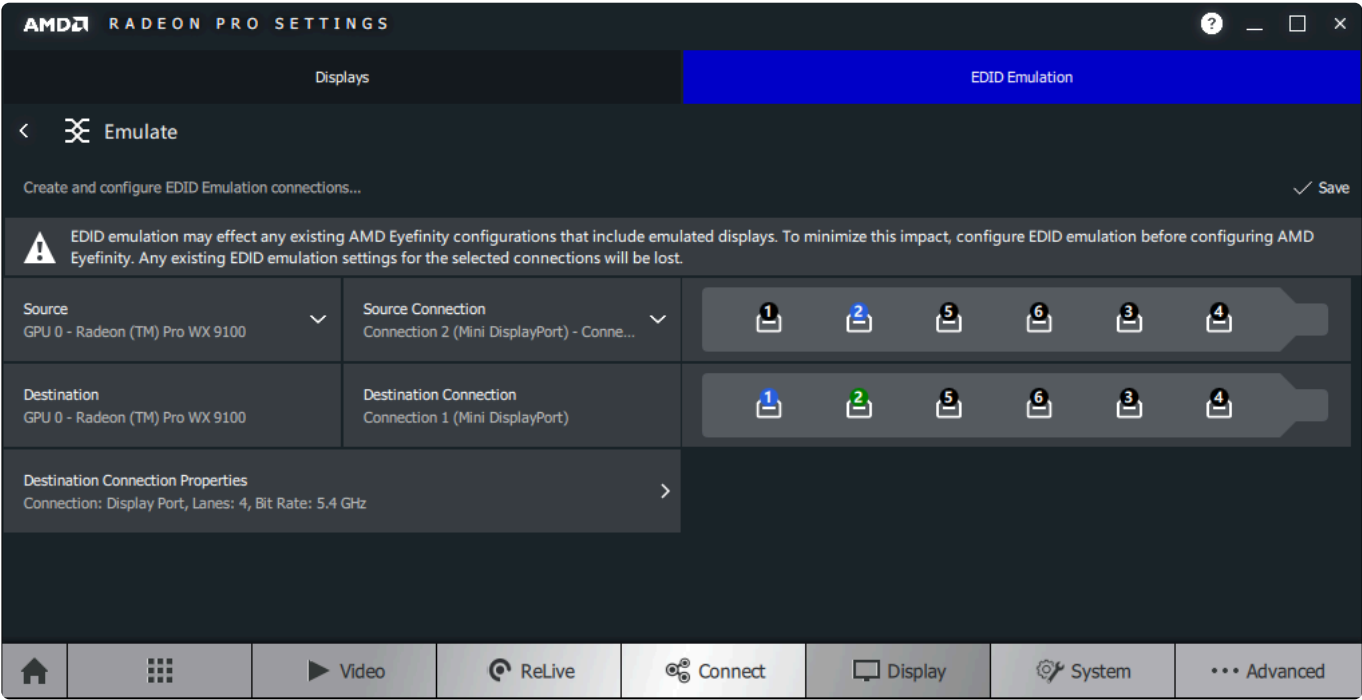 AMD RADEON PRO SETTINGS ?
Displays
EDID Emulation
Emulate
Create and configure EDID Emulation connections...
Save
EDID emulation may effect any existing AMD Eyefinity configurations that include emulated displays. To minimize this impact, configure EDID emulation before configuring AMD
Eyefinity. Any existing EDID emulation settings for the selected connections will be lost.
Source
GPU 0 - Radeon (TM) Pro WX 9100
Source Connection
Connection 2 (Mini DisplayPort) - Conne...
1 2 5 6 3 4
Destination
GPU 0 - Radeon (TM) Pro WX 9100
Destination Connection
Connection 1 (Mini DisplayPort)
1 2 5 6 3 4
Destination Connection Properties
Connection: Display Port, Lanes: 4, Bit Rate: 5.4 GHz
Video
ReLive
Connect
Display
System
Advanced